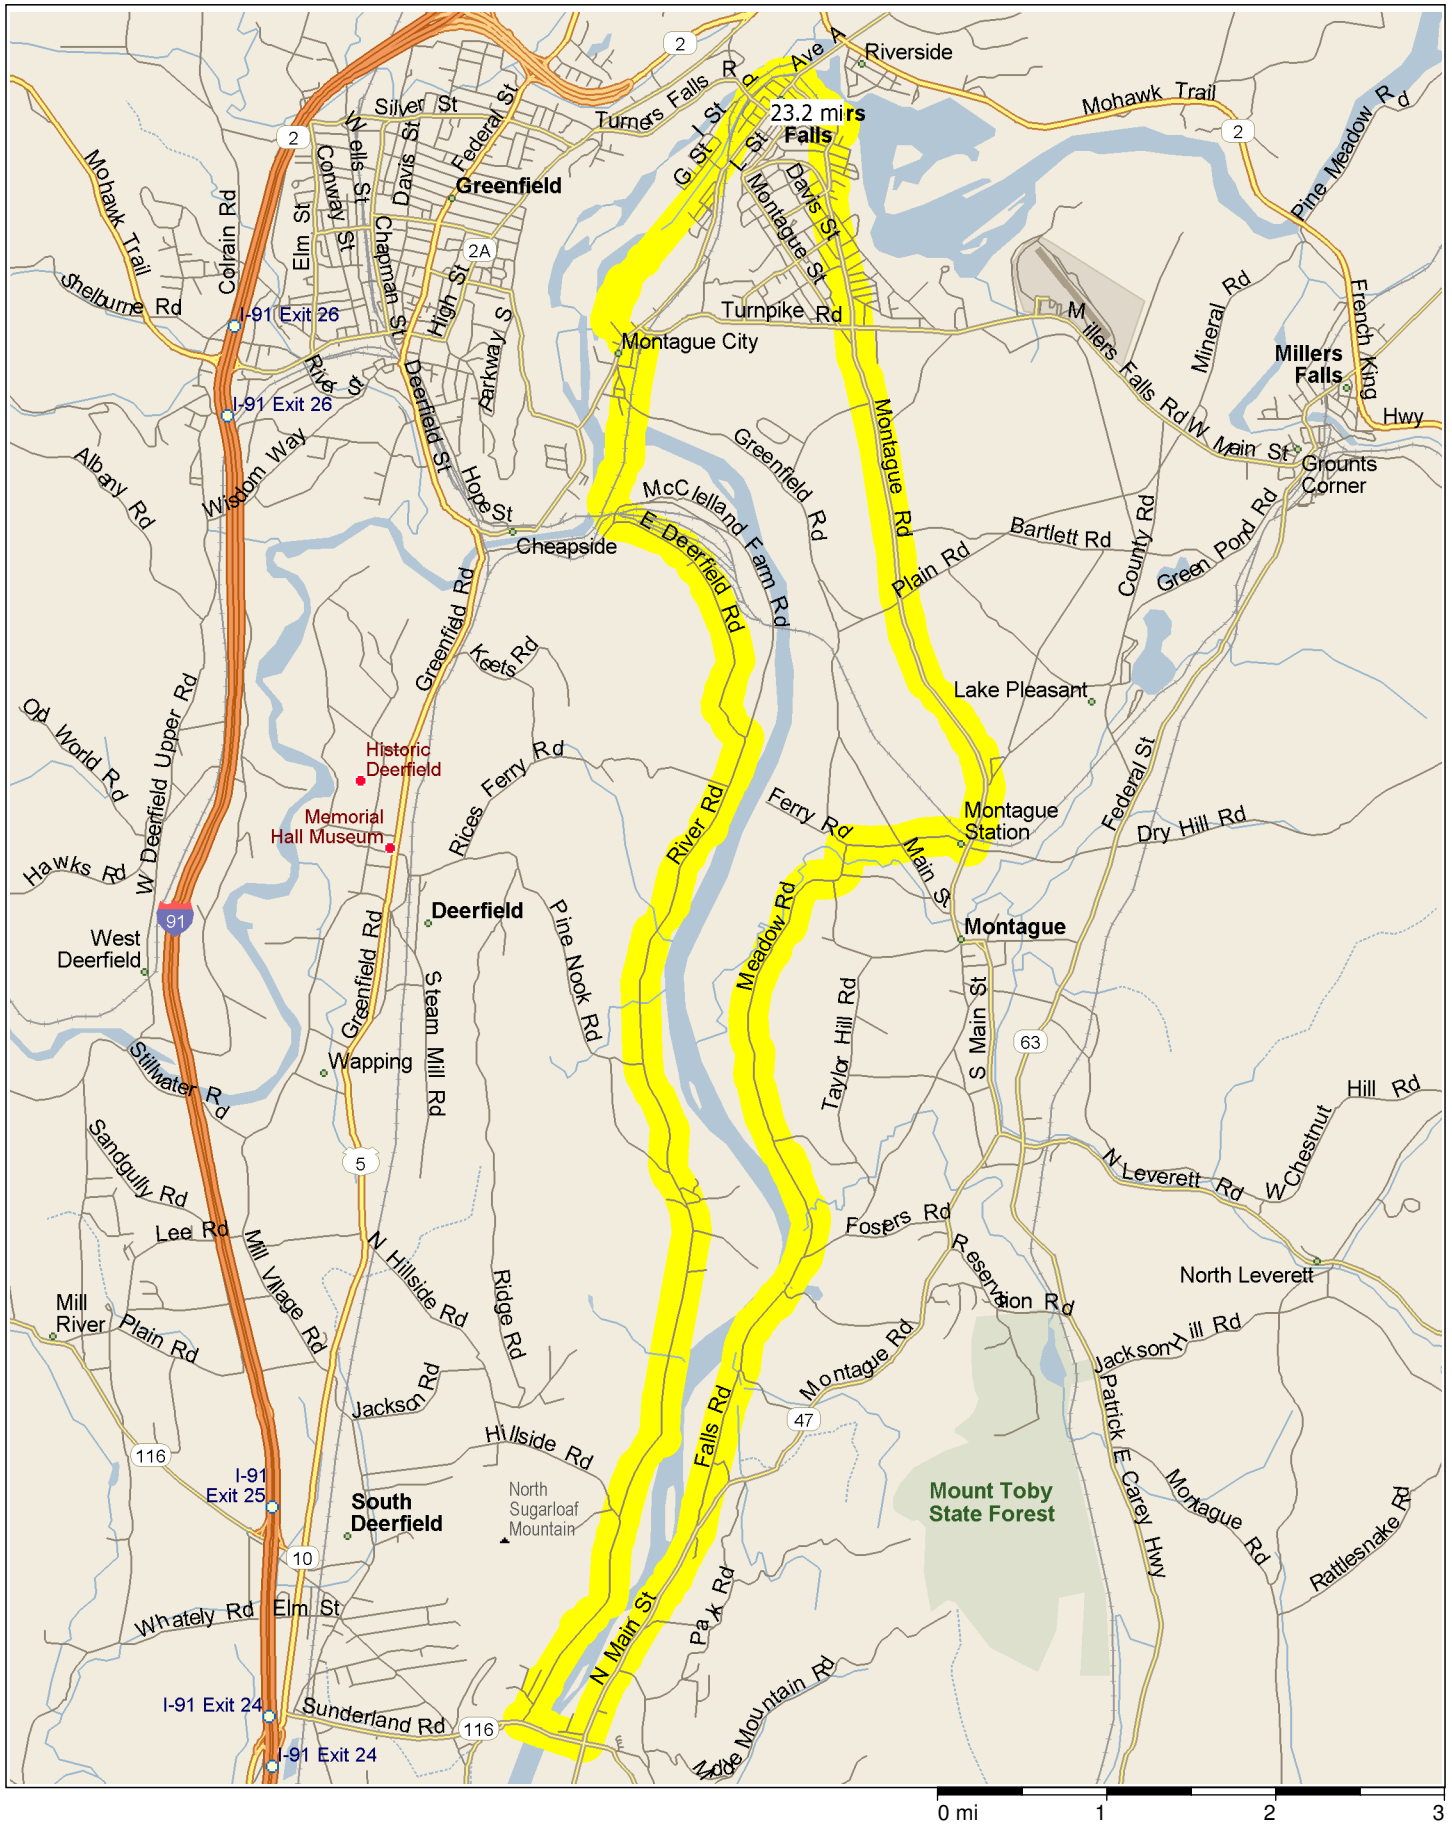 2
Ave A
Riverside
Silver St
Turners Falls Rd
I St
G St
L St
23.2 mi
rs
Falls
Mohawk Trail
2
Pine Meadow Rd
2
Wells St
Davis St
Federal St
Conway St
Greenfield
Mohawk Trail
Colrain Rd
Elm St
Chapman St
2A
High St
Montague St
Davis St
Shelburne Rd
I-91 Exit 26
Parkway S
Turnpike Rd
Millers Falls Rd
W Main St
Mineral Rd
French King
Hwy
Millers
Falls
Montague City
River St
I-91 Exit 26
Deerfield St
Wisdom Way
Albany Rd
Hope St
Cheapside
McClelland Farm Rd
E Deerfield Rd
Greenfield Rd
Montague Rd
Grounts
Corner
Bartlett Rd
Plain Rd
County Rd
Green Pond Rd
Greenfield Rd
Keets Rd
Lake Pleasant
Old World Rd
W Deerfield Upper Rd
Historic
Deerfield
Memorial
Hall Museum
Rices Ferry Rd
River Rd
Ferry Rd
Main St
Montague
Station
Federal St
Dry Hill Rd
Hawks Rd
91
West
Deerfield
Deerfield
Greenfield Rd
Steam Mill Rd
Pine Nook Rd
Meadow Rd
Montague
Taylor Hill Rd
S Main St
63
Stillwater Rd
Wapping
Hill Rd
W Chestnut
N Leverett Rd
Sandgully Rd
5
Lee Rd
Mill Village Rd
N Hillside Rd
Ridge Rd
Fosters Rd
Reservation Rd
North Leverett
Mill
River
Plain Rd
Jackson Rd
Jackson Hill Rd
Montague Rd
47
Falls Rd
Patrick E Carey Hwy
116
Hillside Rd
I-91
Exit 25
South
Deerfield
North
Sugarloaf
Mountain
Mount Toby
State Forest
Montague Rd
Rattlesnake Rd
10
Whately Rd
Elm St
N Main St
Park Rd
I-91 Exit 24
Sunderland Rd
116
I-91 Exit 24
0 mi
1
2
3